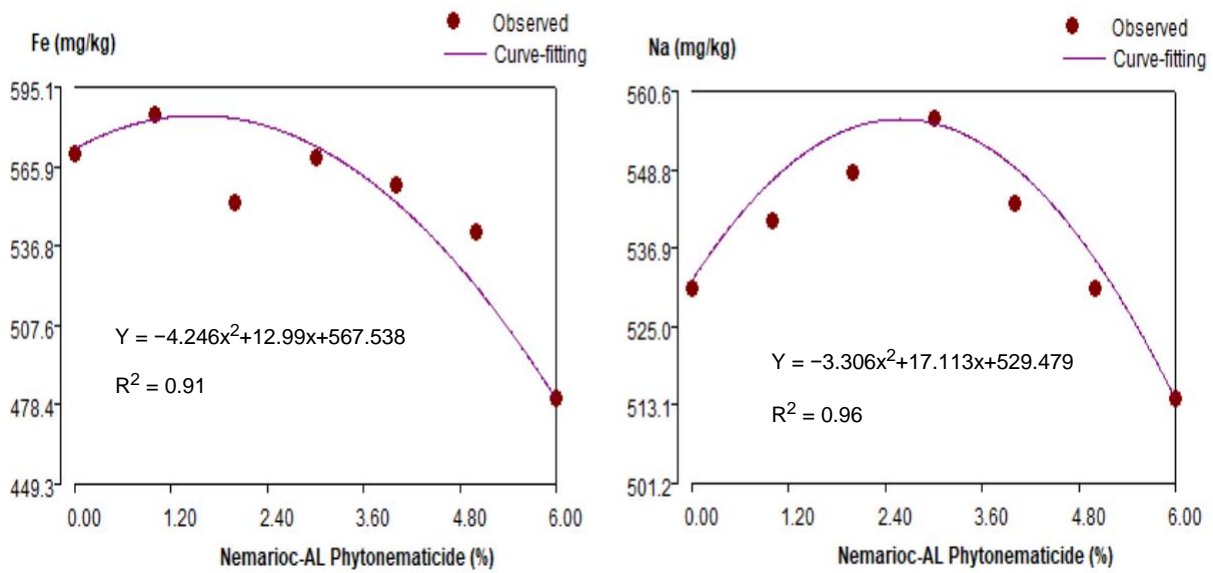 Fe (mg/kg)
Observed
Curve-fitting
595.1
565.9
536.8
507.6
478.4
449.3
Y = −4.246x²+12.99x+567.538
R² = 0.91
0.00 1.20 2.40 3.60 4.80 6.00
Nemarioc-AL Phytonematicide (%)
Na (mg/kg)
Observed
Curve-fitting
560.6
548.8
536.9
525.0
513.1
501.2
Y = −3.306x²+17.113x+529.479
R² = 0.96
0.00 1.20 2.40 3.60 4.80 6.00
Nemarioc-AL Phytonematicide (%)